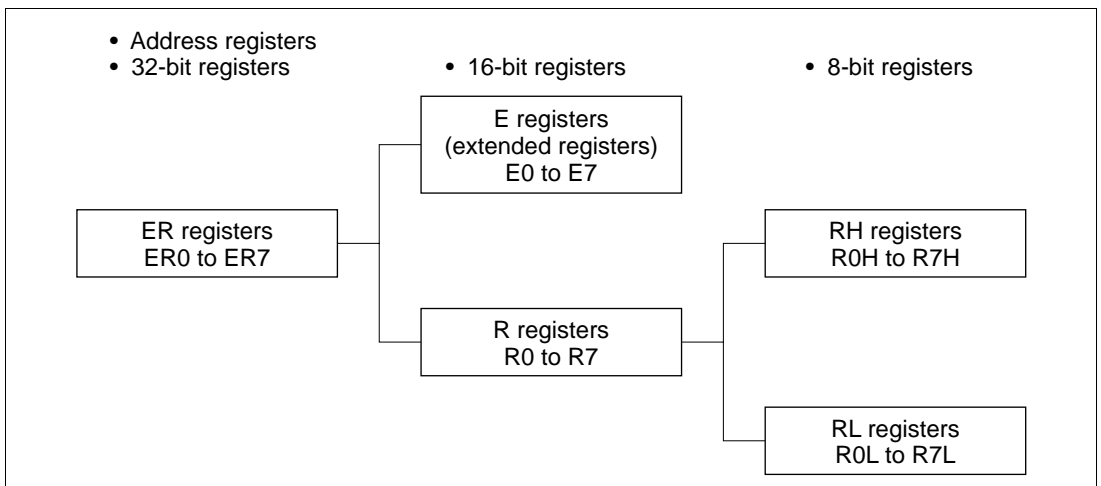 • Address registers
• 32-bit registers
• 16-bit registers
• 8-bit registers
E registers
(extended registers)
E0 to E7
ER registers
ER0 to ER7
RH registers
R0H to R7H
R registers
R0 to R7
RL registers
R0L to R7L